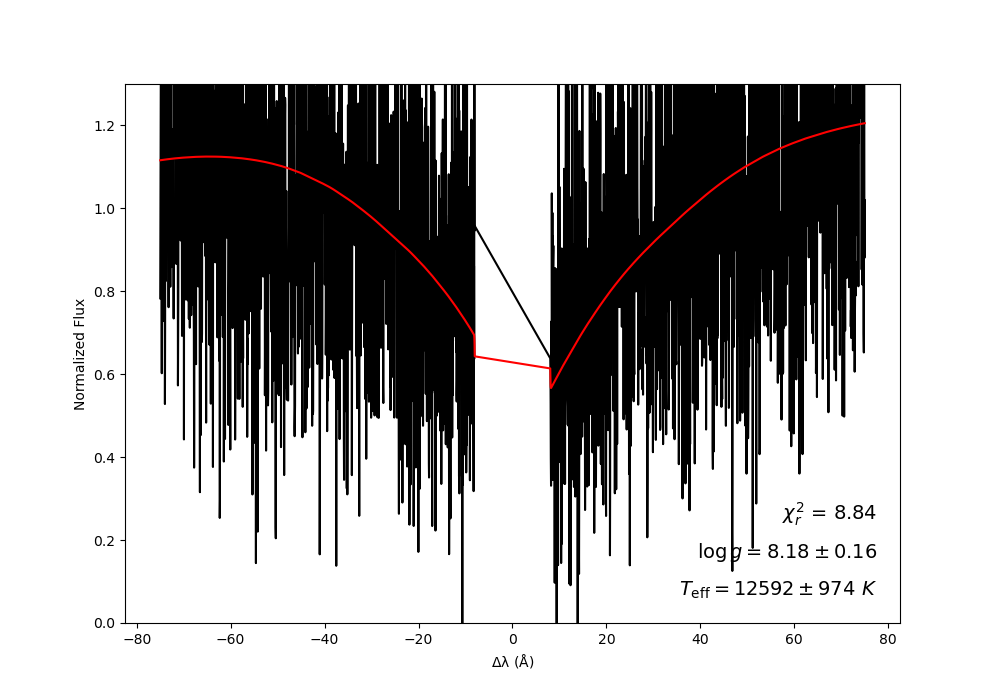 1.2
1.0
0.8
0.6
0.4
0.2
0.0
Normalized Flux
χ²ᵣ = 8.84
log g = 8.18 ± 0.16
T_eff = 12592 ± 974 K
−80 −60 −40 −20 0 20 40 60 80
Δλ (Å)